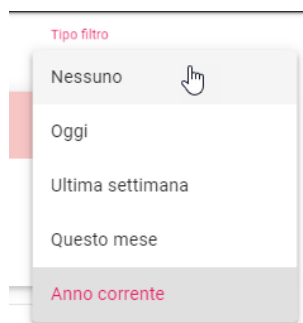 Tipo filtro
Nessuno
Oggi
Ultima settimana
Questo mese
Anno corrente